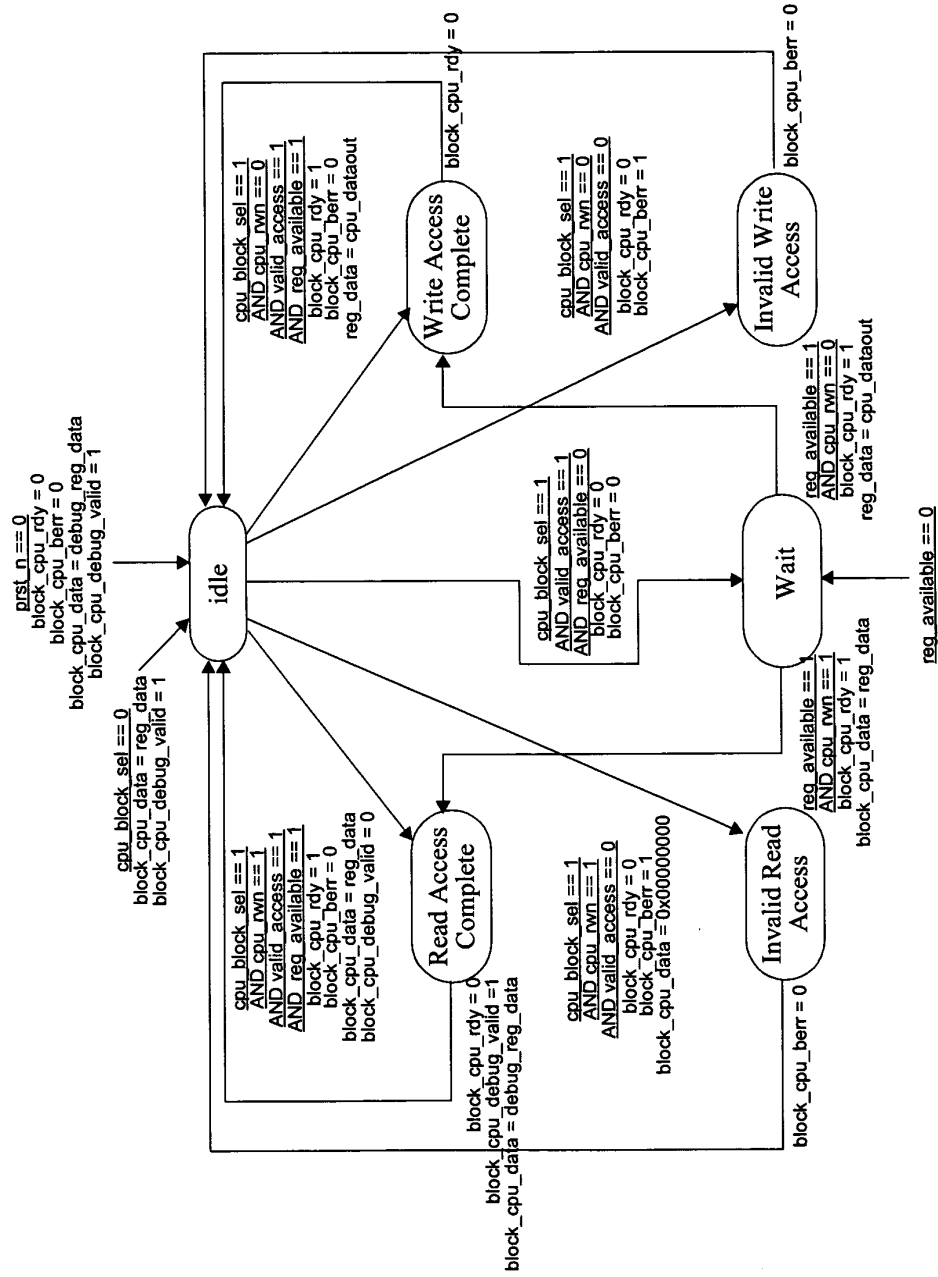 prst_n == 0
block_cpu_rdy = 0
block_cpu_berr = 0
block_cpu_data = debug_reg_data
block_cpu_debug_valid = 1
cpu_block_sel == 0
block_cpu_data = reg_data
block_cpu_debug_valid = 1
idle
cpu_block_sel == 1
AND cpu_rwn == 1
AND valid_access == 1
AND reg_available == 1
block_cpu_rdy = 1
block_cpu_berr = 0
block_cpu_data = reg_data
block_cpu_debug_valid = 0
cpu_block_sel == 1
AND cpu_rwn == 0
AND valid_access == 1
AND reg_available == 1
block_cpu_rdy = 1
block_cpu_berr = 0
reg_data = cpu_dataout
Read Access
Complete
block_cpu_rdy = 0
block_cpu_debug_valid =1
block_cpu_data = debug_reg_data
Write Access
Complete
block_cpu_rdy = 0
cpu_block_sel == 1
AND valid_access == 1
AND reg_available == 0
block_cpu_rdy = 0
block_cpu_berr = 0
cpu_block_sel == 1
AND cpu_rwn == 1
AND valid_access == 0
block_cpu_rdy = 0
block_cpu_berr = 1
block_cpu_data = 0x00000000
cpu_block_sel == 1
AND cpu_rwn == 0
AND valid_access == 0
block_cpu_rdy = 0
block_cpu_berr = 1
Invalid Read
Access
block_cpu_berr = 0
reg_available == 1
AND cpu_rwn == 1
block_cpu_rdy = 1
block_cpu_data = reg_data
Wait
reg_available == 1
AND cpu_rwn == 0
block_cpu_rdy = 1
reg_data = cpu_dataout
Invalid Write
Access
block_cpu_berr = 0
reg_available == 0